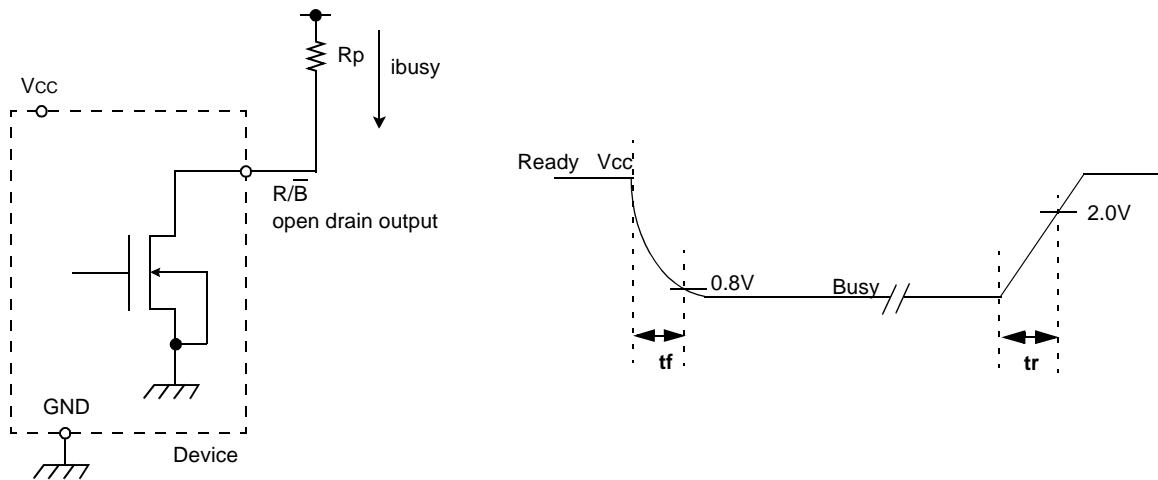 Rp
ibusy
VCC
R/B̅
open drain output
GND
Device
Ready Vcc
2.0V
0.8V
Busy
tf
tr